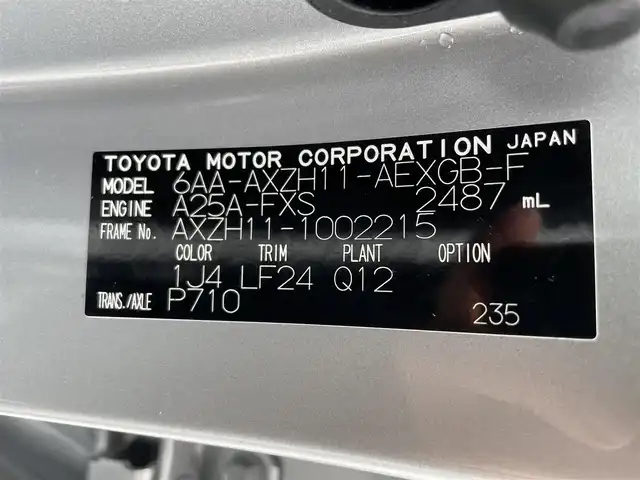 TOYOTA MOTOR CORPORATION JAPAN
MODEL 6AA-AXZH11-AEXGB-F
ENGINE A25A-FXS 2487 mL
FRAME No. AXZH11-1002215
COLOR TRIM PLANT OPTION
1J4 LF24 Q12
TRANS./AXLE P710 235